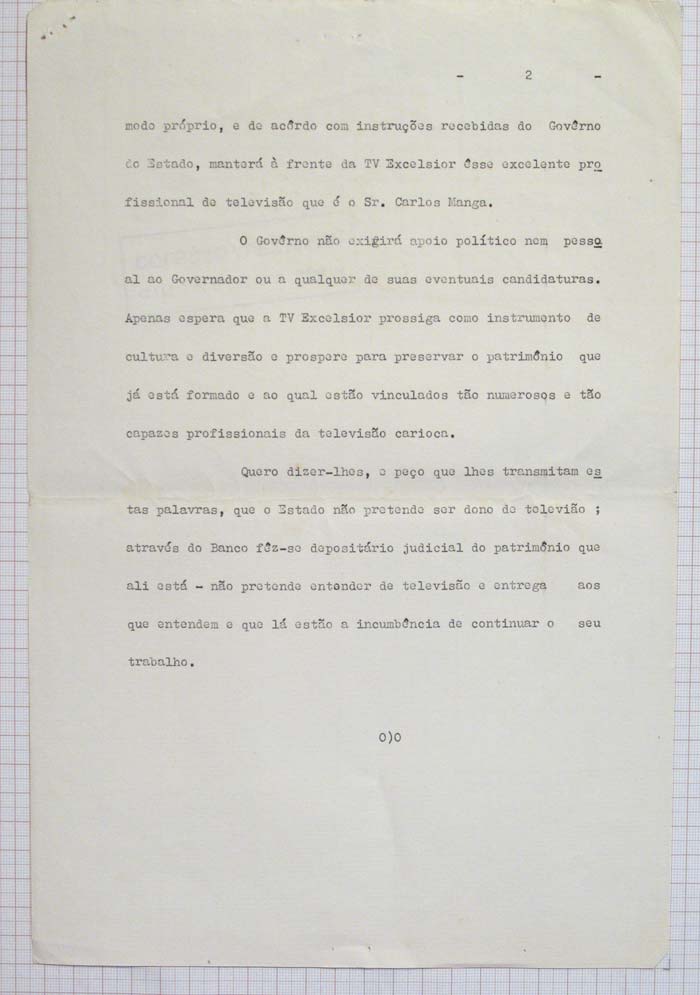 - 2 -
modo próprio, e de acôrdo com instruções recebidas do Govêrno
do Estado, manterá à frente da TV Excelsior êsse excelente pro
fissional de televisão que é o Sr. Carlos Manga.
O Govêrno não exigirá apoio político nem pesso
al ao Governador ou a qualquer de suas eventuais candidaturas.
Apenas espera que a TV Excelsior prossiga como instrumento de
cultura e diversão e prospere para preservar o patrimônio que
já está formado e ao qual estão vinculados tão numerosos e tão
capazes profissionais da televisão carioca.
Quero dizer-lhes, e peço que lhes transmitam es
tas palavras, que o Estado não pretende ser dono de televião ;
através do Banco fêz-se depositário judicial do patrimônio que
ali está - não pretende entender de televisão e entrega aos
que entendem e que lá estão a incumbência de continuar o seu
trabalho.
O)O